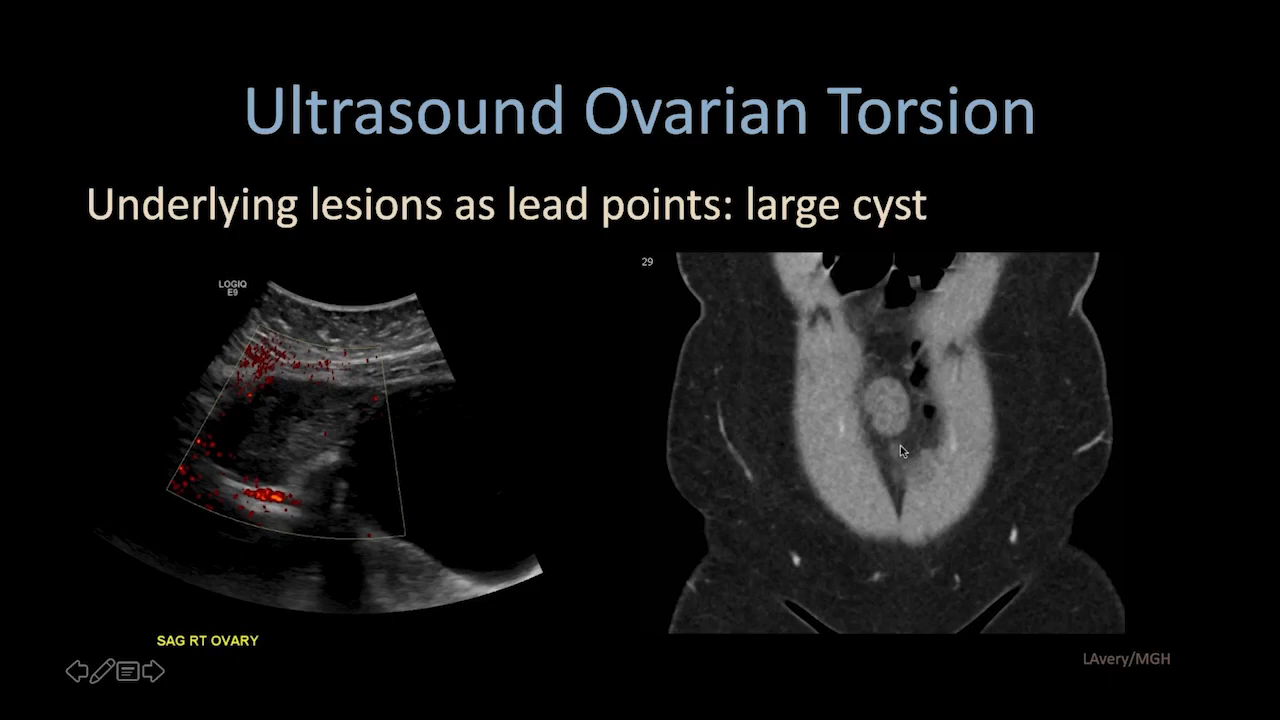 Ultrasound Ovarian Torsion
Underlying lesions as lead points: large cyst
LOGIQ
E9
29
SAG RT OVARY
LAvery/MGH